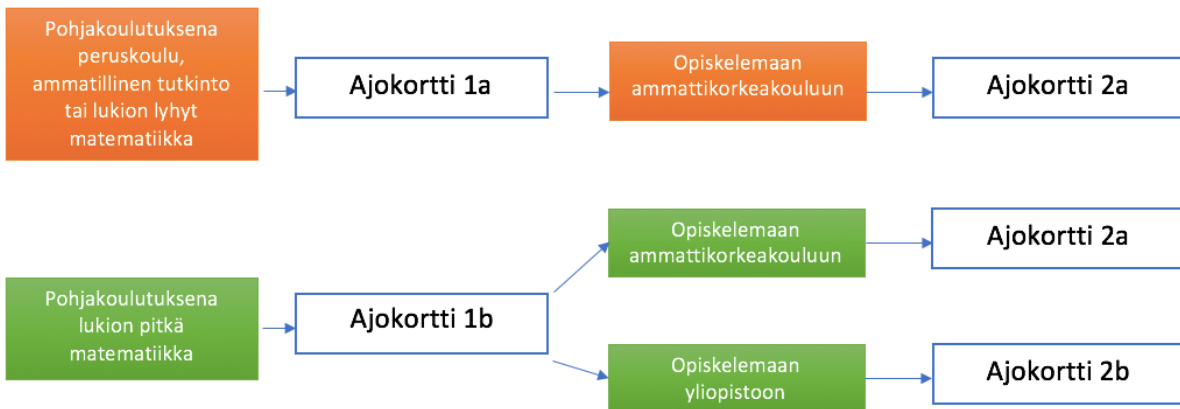 Pohjakoulutuksena
peruskoulu,
ammatillinen tutkinto
tai lukion lyhyt
matematiikka
Ajokortti 1a
Opiskelemaan
ammattikorkeakouluun
Ajokortti 2a
Pohjakoulutuksena
lukion pitkä
matematiikka
Ajokortti 1b
Opiskelemaan
ammattikorkeakouluun
Ajokortti 2a
Opiskelemaan
yliopistoon
Ajokortti 2b